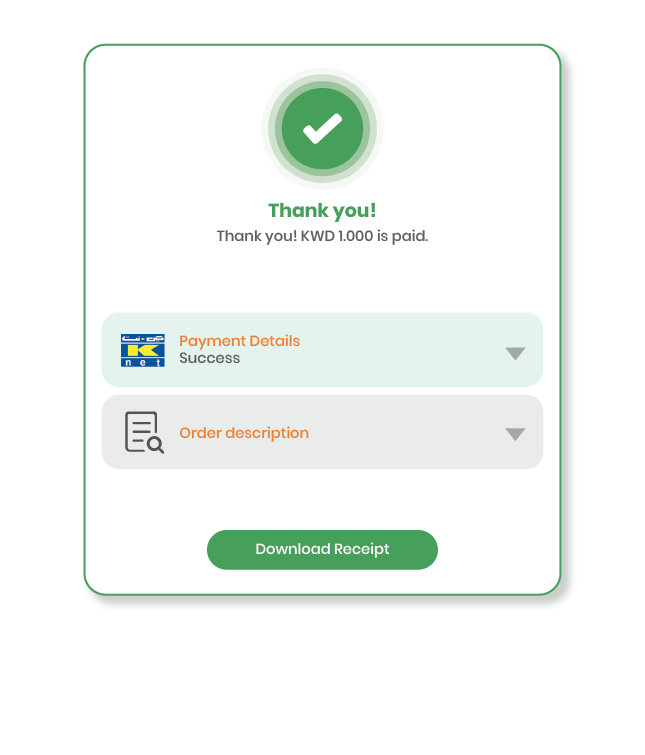 Thank you!
Thank you! KWD 1.000 is paid.
Payment Details
Success
K
net
Order description
Download Receipt